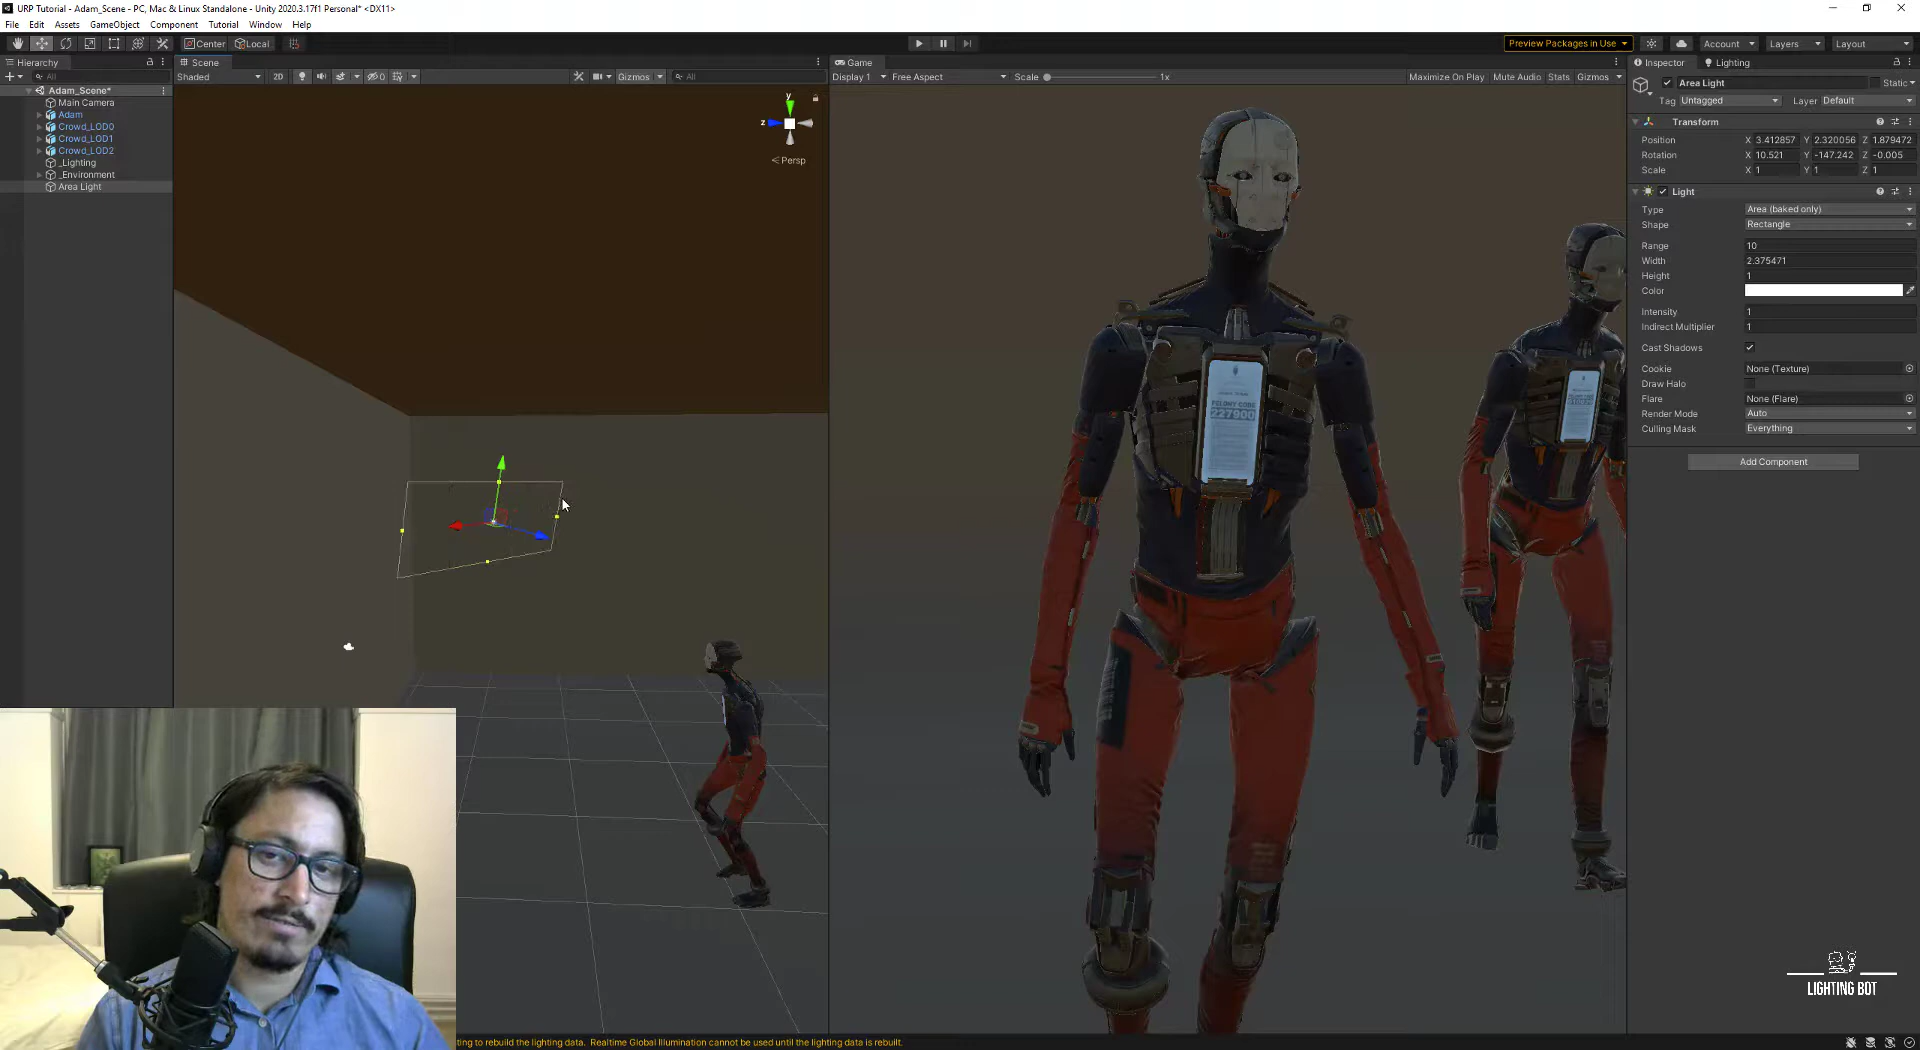 URP Tutorial - Adam_Scene - PC, Mac & Linux Standalone - Unity 2020.3.17f1 Personal* <DX11>
File Edit Assets GameObject Component Tutorial Window Help
Center Local
Preview Packages in Use Account Layers Layout
Hierarchy
All
Adam_Scene*
Main Camera
Adam
Crowd_LOD0
Crowd_LOD1
Crowd_LOD2
_Lighting
_Environment
Area Light
Scene
Shaded 2D 0 Gizmos All
y
z
Persp
Game
Display 1 Free Aspect Scale 1x Maximize On Play Mute Audio Stats Gizmos
FELONY CODE
227900
Inspector Lighting
Area Light Static
Tag Untagged Layer Default
Transform
Position X 3.412857 Y 2.320056 Z 1.879472
Rotation X 10.521 Y -147.242 Z -0.005
Scale X 1 Y 1 Z 1
Light
Type Area (baked only)
Shape Rectangle
Range 10
Width 2.375471
Height 1
Color
Intensity 1
Indirect Multiplier 1
Cast Shadows
Cookie None (Texture)
Draw Halo
Flare None (Flare)
Render Mode Auto
Culling Mask Everything
Add Component
LIGHTING BOT
ting to rebuild the lighting data. Realtime Global Illumination cannot be used until the lighting data is rebuilt.